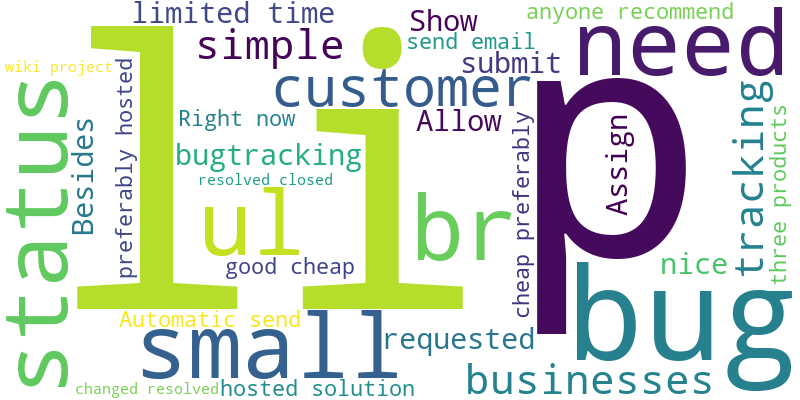 limited time
Show
anyone recommend
simple
send email
need
wiki project
submit
li
p
customer
status
preferably hosted
Right now
Allow
Besides
bugtracking
resolved closed
ul
br
Assign
cheap preferably
tracking
three products
good cheap
nice
bug
Automatic send
small
requested
businesses
changed resolved
hosted solution